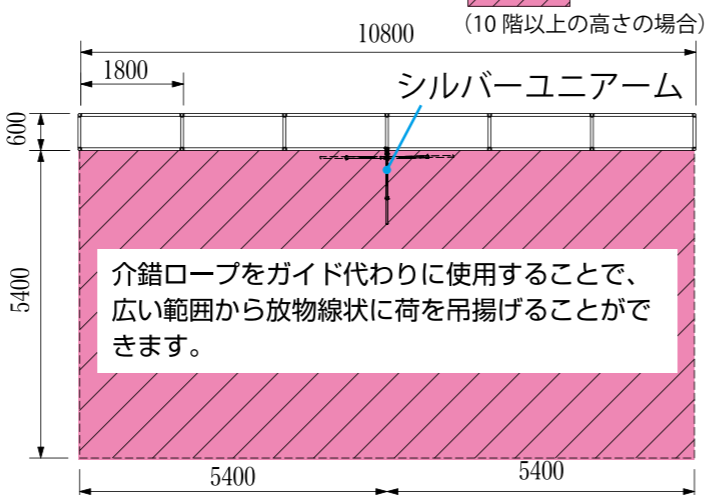 (10 階以上の高さの場合)
10800
1800
シルバーユニアーム
600
5400
介錯ロープをガイド代わりに使用することで、
広い範囲から放物線状に荷を吊揚げることがで
きます。
5400
5400